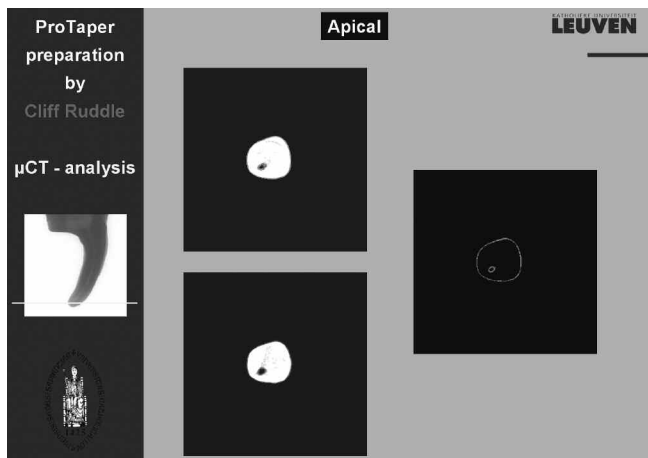 ProTaper
preparation
by
Cliff Ruddle
µCT - analysis
Apical
KATHOLIEKE UNIVERSITEIT
LEUVEN